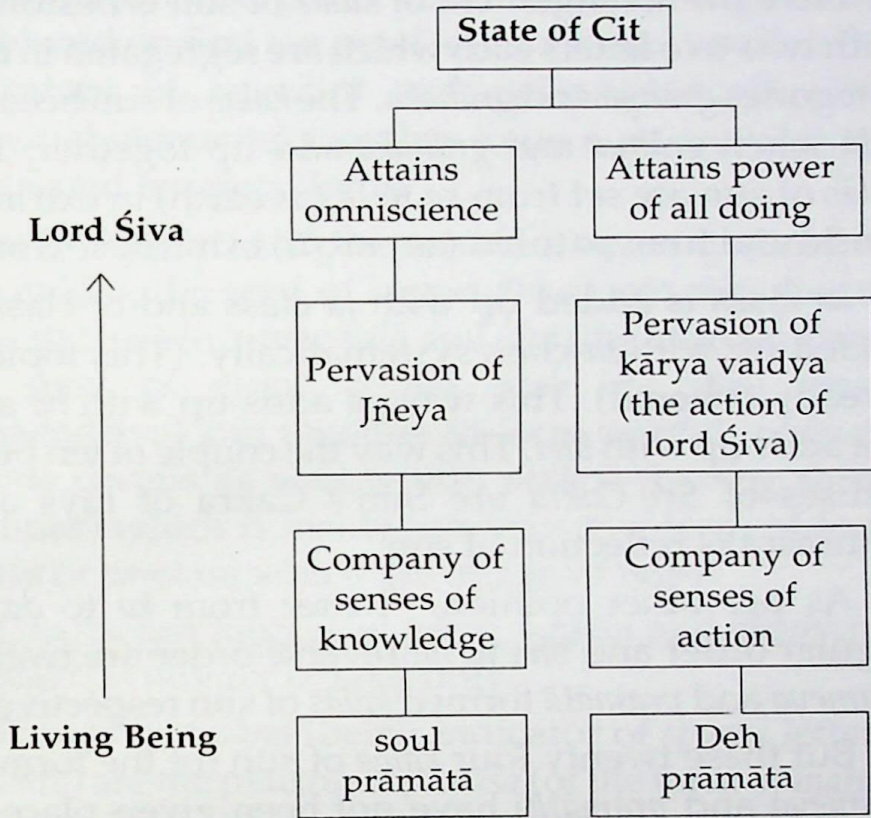 State of Cit
Attains
omniscience
Attains power
of all doing
Lord Śiva
Pervasion of
Jñeya
Pervasion of
kārya vaidya
(the action of
lord Śiva)
Company of
senses of
knowledge
Company of
senses of
action
Living Being
soul
prāmātā
Deh
prāmātā